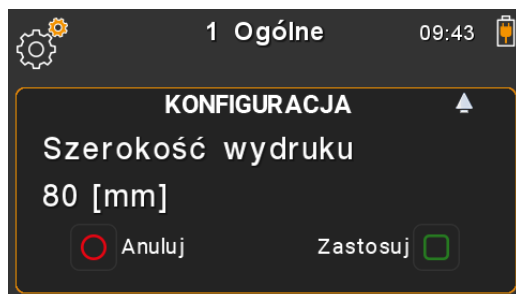 1 Ogólne 09:43
KONFIGURACJA
Szerokość wydruku
80 [mm]
Anuluj Zastosuj